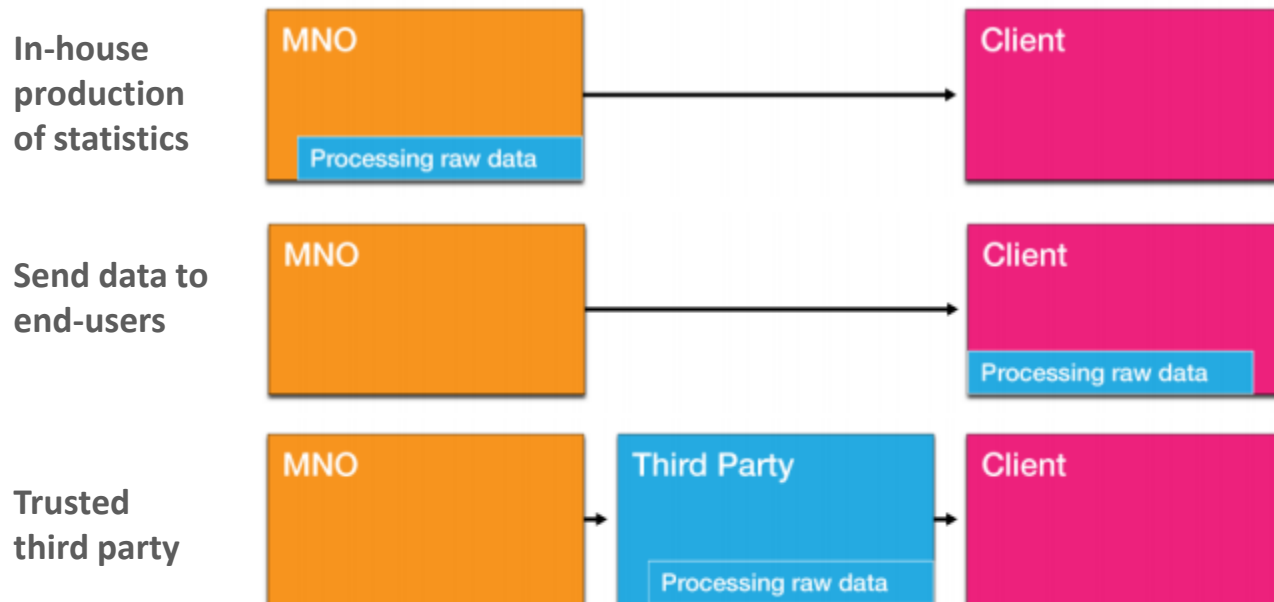 In-house
production
of statistics
MNO
Processing raw data
Client
Send data to
end-users
MNO
Client
Processing raw data
Trusted
third party
MNO
Third Party
Processing raw data
Client